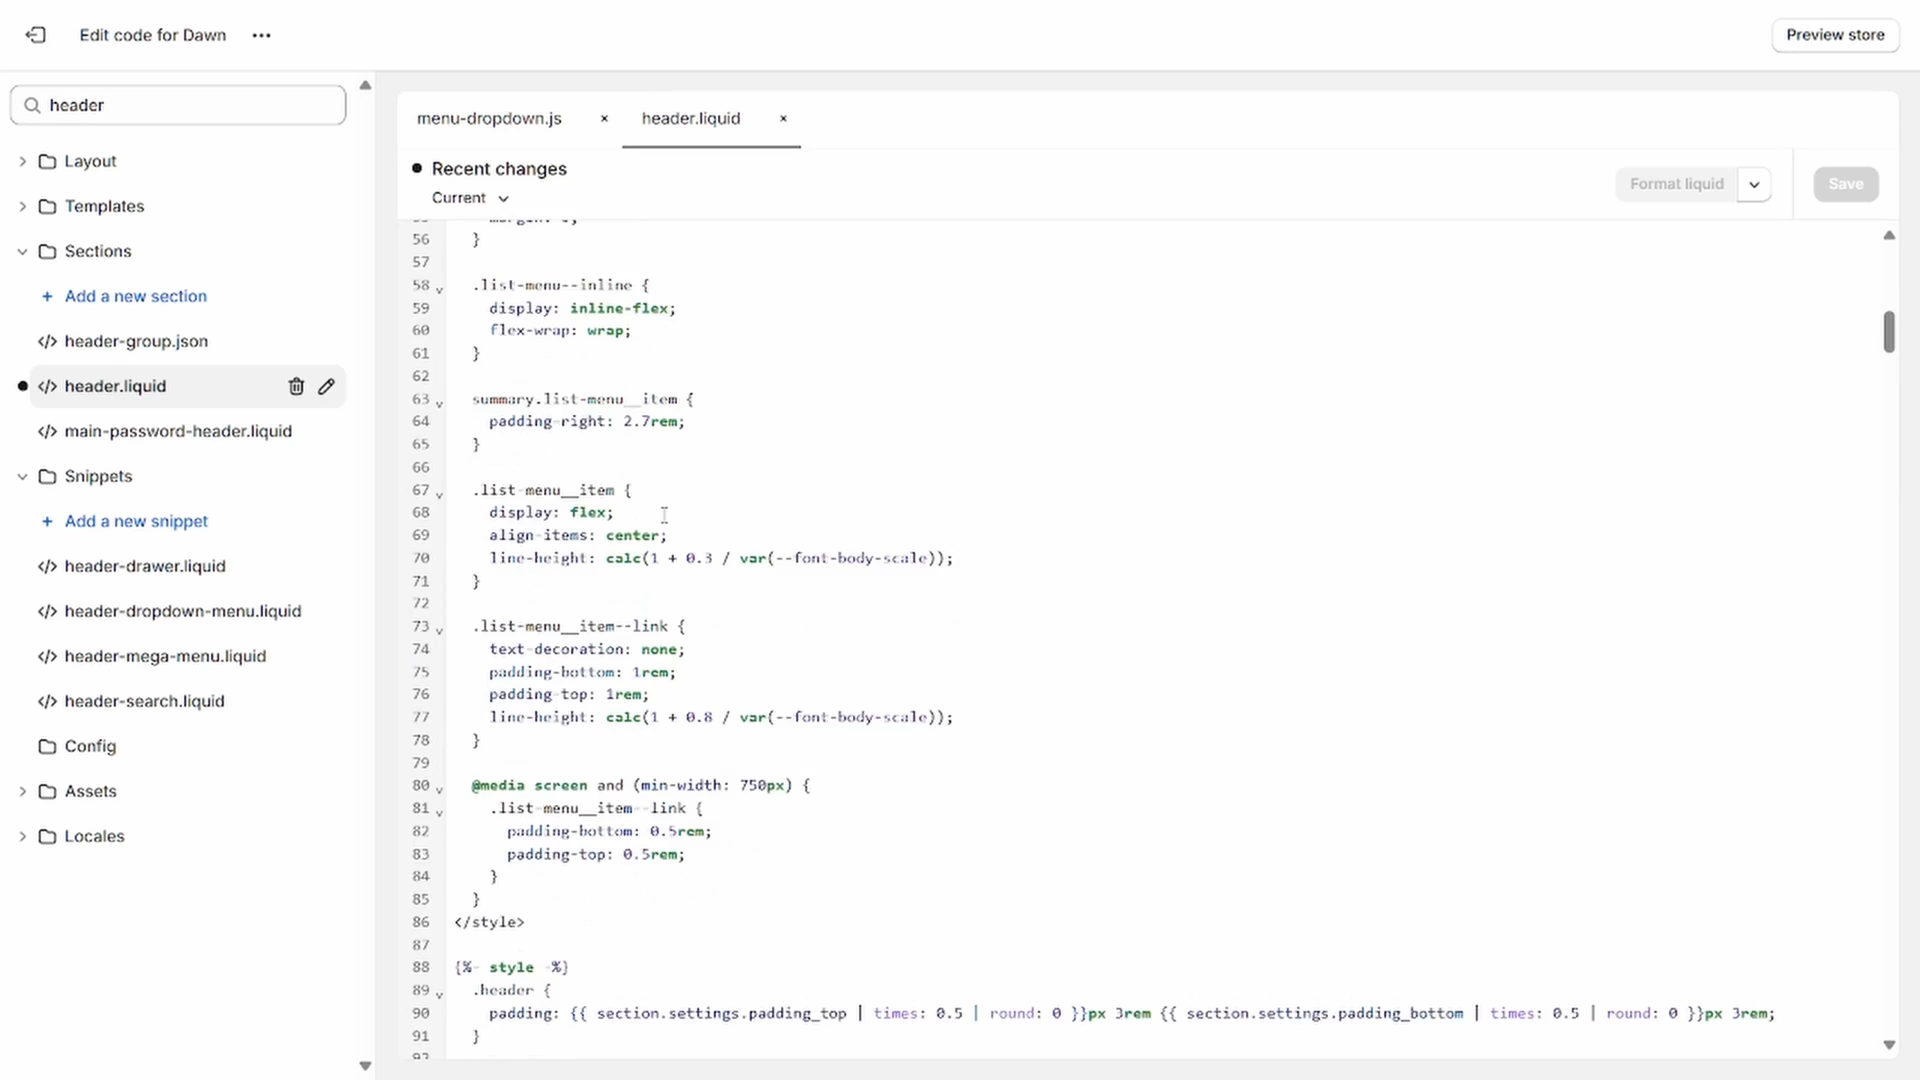 Edit code for Dawn
Preview store
header
Layout
Templates
Sections
+ Add a new section
</> header-group.json
</> header.liquid
</> main-password-header.liquid
Snippets
+ Add a new snippet
</> header-drawer.liquid
</> header-dropdown-menu.liquid
</> header-mega-menu.liquid
</> header-search.liquid
Config
Assets
Locales
menu-dropdown.js ×
header.liquid ×
Recent changes
Current
Format liquid
Save
56 }
57
58 .list-menu--inline {
59 display: inline-flex;
60 flex-wrap: wrap;
61 }
62
63 summary.list-menu__item {
64 padding-right: 2.7rem;
65 }
66
67 .list-menu__item {
68 display: flex;
69 align-items: center;
70 line-height: calc(1 + 0.3 / var(--font-body-scale));
71 }
72
73 .list-menu__item--link {
74 text-decoration: none;
75 padding-bottom: 1rem;
76 padding-top: 1rem;
77 line-height: calc(1 + 0.8 / var(--font-body-scale));
78 }
79
80 @media screen and (min-width: 750px) {
81 .list-menu__item--link {
82 padding-bottom: 0.5rem;
83 padding-top: 0.5rem;
84 }
85 }
86 </style>
87
88 {%- style -%}
89 .header {
90 padding: {{ section.settings.padding_top | times: 0.5 | round: 0 }}px 3rem {{ section.settings.padding_bottom | times: 0.5 | round: 0 }}px 3rem;
91 }